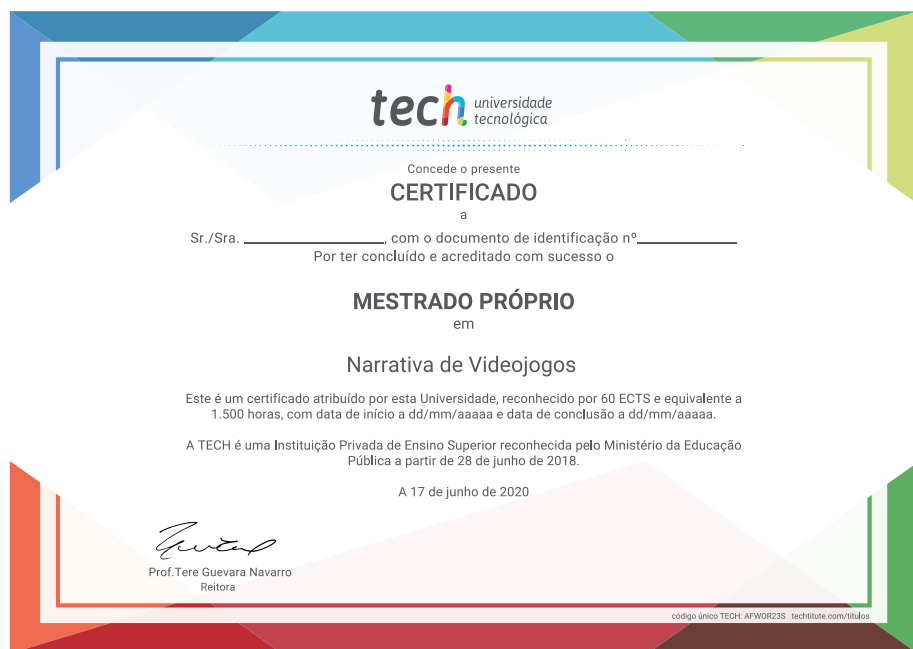 tech universidade
tecnológica
Concede o presente
CERTIFICADO
a
Sr./Sra. ________________, com o documento de identificação nº___________
Por ter concluído e acreditado com sucesso o
MESTRADO PRÓPRIO
em
Narrativa de Videojogos
Este é um certificado atribuído por esta Universidade, reconhecido por 60 ECTS e equivalente a
1.500 horas, com data de início a dd/mm/aaaaa e data de conclusão a dd/mm/aaaaa.
A TECH é uma Instituição Privada de Ensino Superior reconhecida pelo Ministério da Educação
Pública a partir de 28 de junho de 2018.
A 17 de junho de 2020
Prof.Tere Guevara Navarro
Reitora
código único TECH: AFWOR23S techtitute.com/titulos